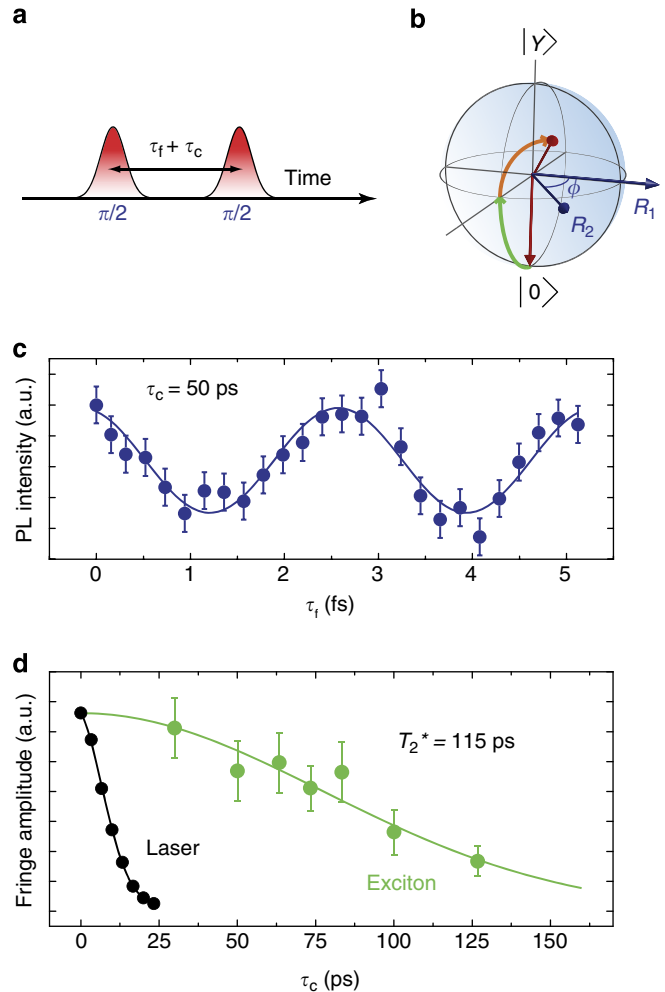 a
τf + τc
Time
π/2 π/2
b
|Y⟩
ϕ
R2
R1
|0⟩
c
τc = 50 ps
PL intensity (a.u.)
0 1 2 3 4 5
τf (fs)
d
T2* = 115 ps
Fringe amplitude (a.u.)
Laser
Exciton
0 25 50 75 100 125 150
τc (ps)